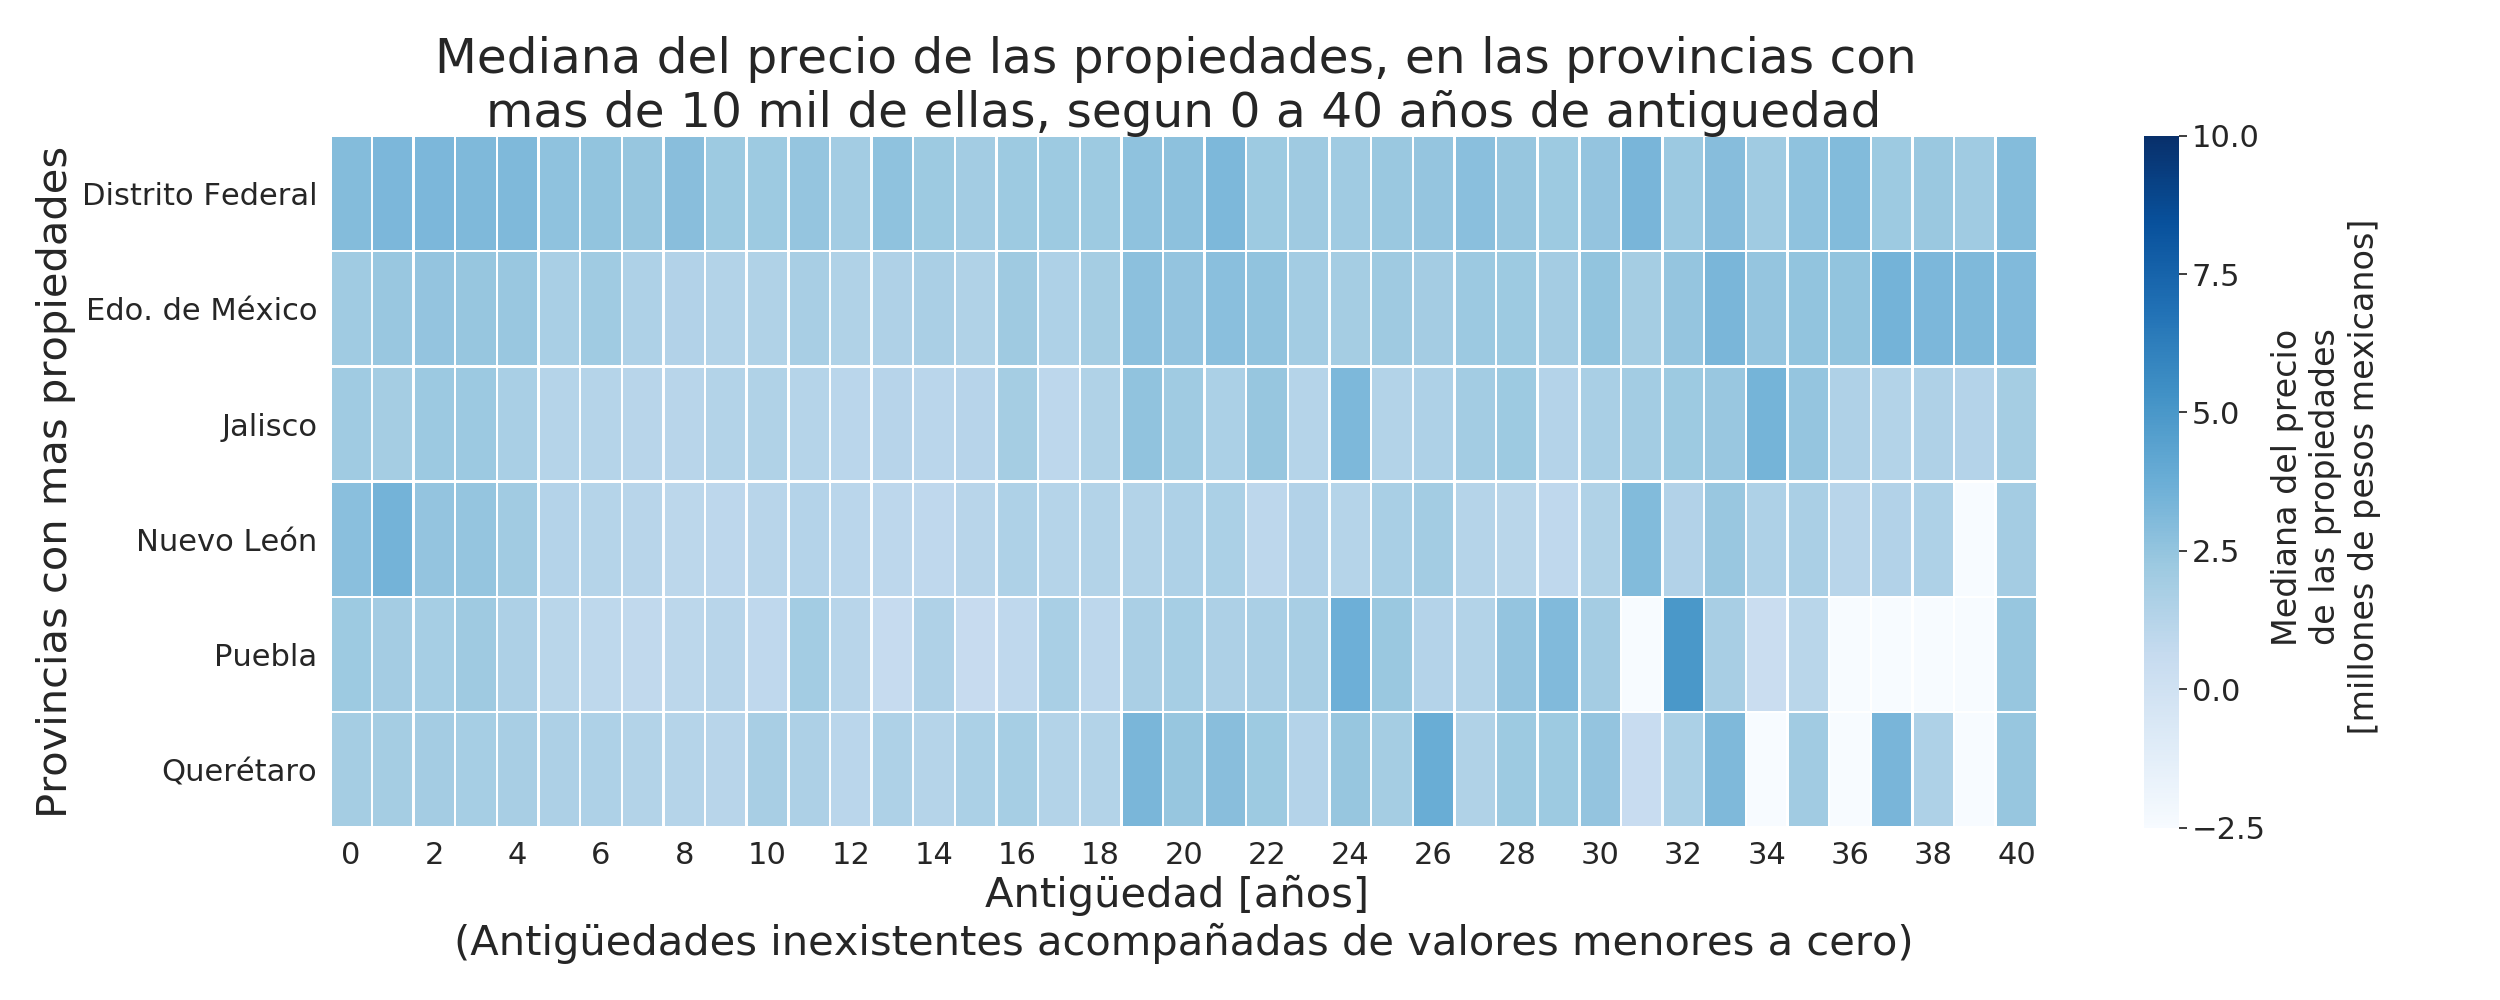 Mediana del precio de las propiedades, en las provincias con
mas de 10 mil de ellas, segun 0 a 40 años de antiguedad
Provincias con mas propiedades
Distrito Federal
Edo. de México
Jalisco
Nuevo León
Puebla
Querétaro
0 2 4 6 8 10 12 14 16 18 20 22 24 26 28 30 32 34 36 38 40
Antigüedad [años]
(Antigüedades inexistentes acompañadas de valores menores a cero)
10.0
7.5
5.0
2.5
0.0
−2.5
Mediana del precio
de las propiedades
[millones de pesos mexicanos]